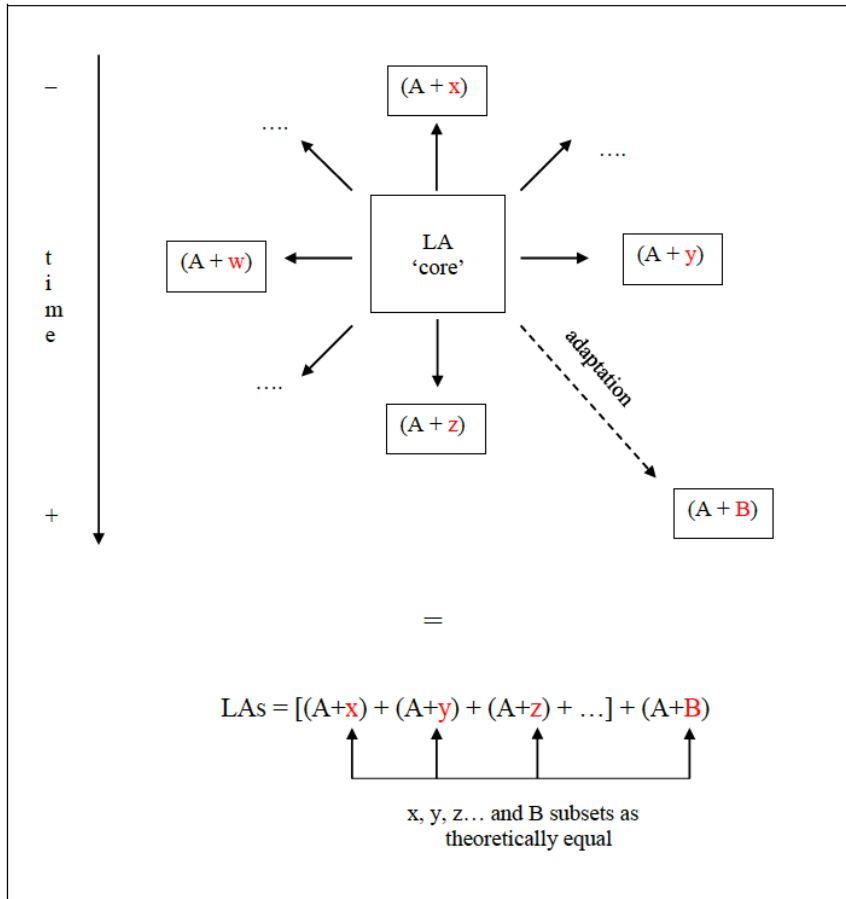 –
(A + x)
….
….
t
i
m
e
LA
‘core’
(A + w)
(A + y)
adaptation
….
(A + z)
+
(A + B)
=
LAs = [(A+x) + (A+y) + (A+z) + …] + (A+B)
x, y, z… and B subsets as
theoretically equal